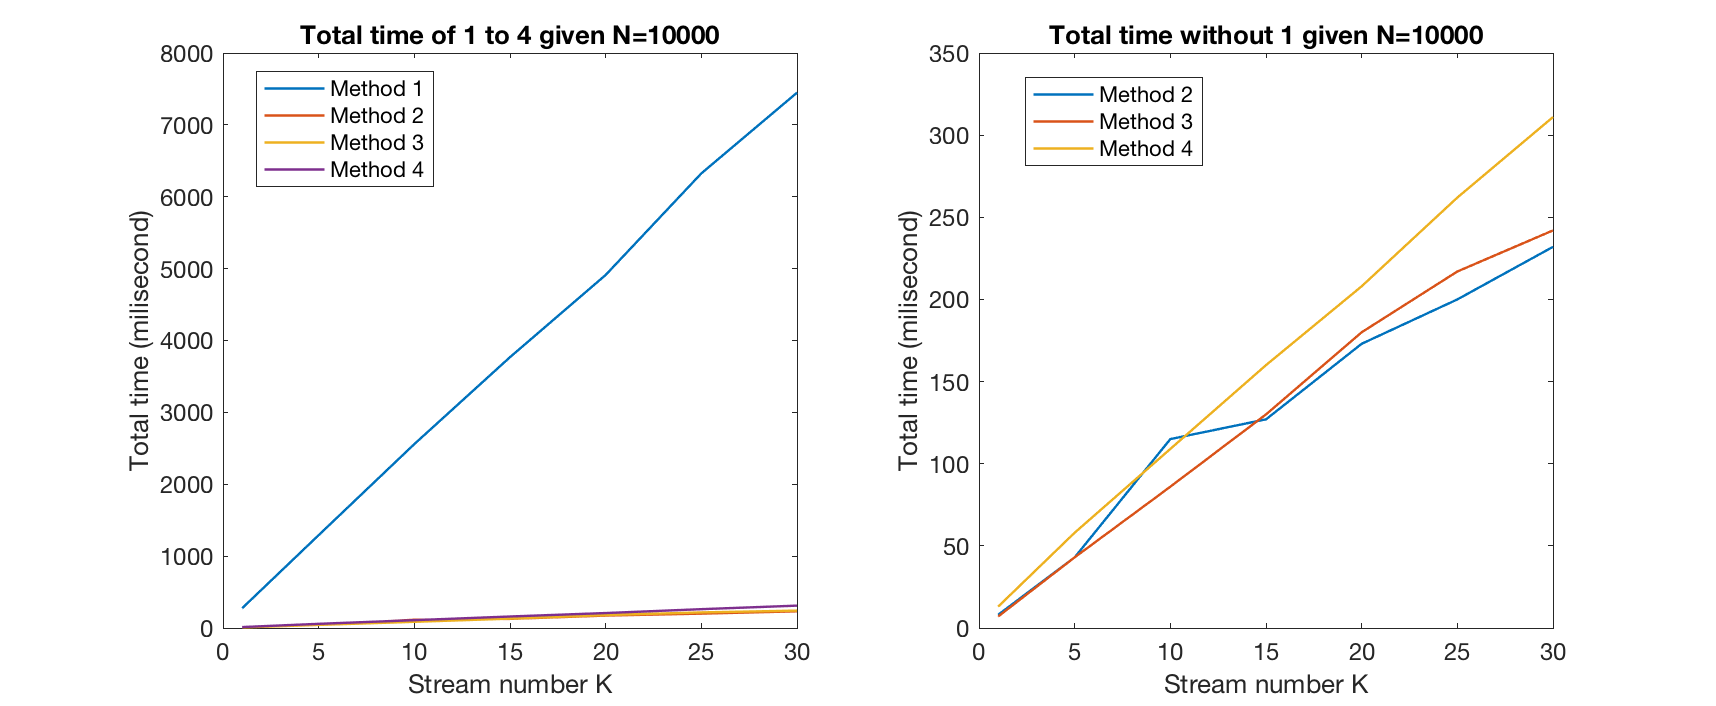 Total time of 1 to 4 given N=10000
8000
7000
6000
5000
4000
3000
2000
1000
0
Total time (milisecond)
Method 1
Method 2
Method 3
Method 4
0 5 10 15 20 25 30
Stream number K
Total time without 1 given N=10000
350
300
250
200
150
100
50
0
Total time (milisecond)
Method 2
Method 3
Method 4
0 5 10 15 20 25 30
Stream number K